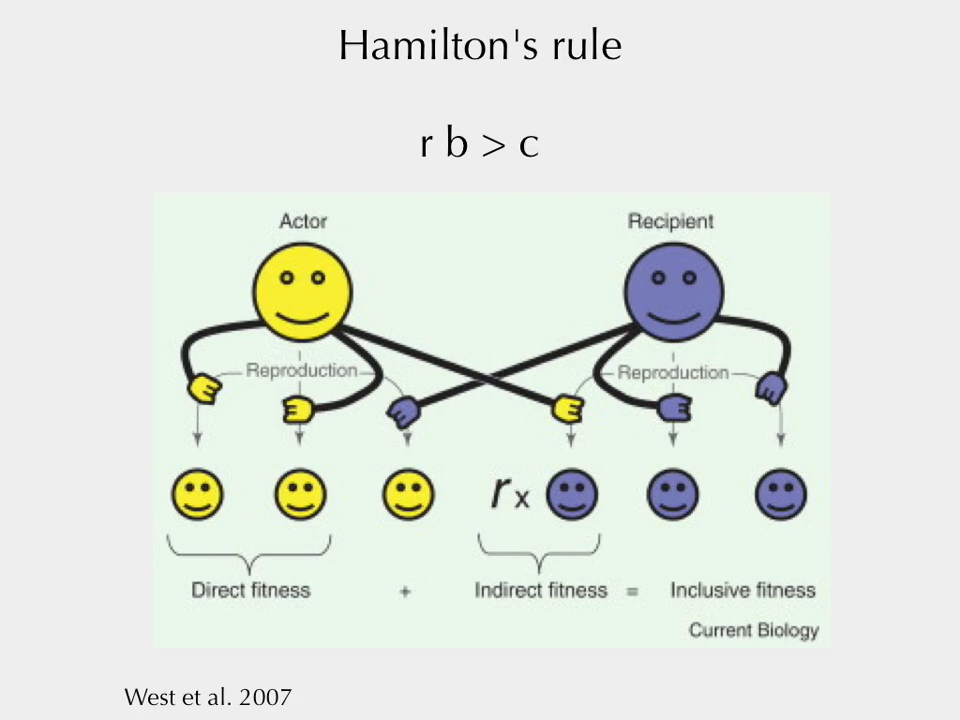 Hamilton's rule
r b > c
Actor
Recipient
Reproduction
Reproduction
r x
Direct fitness + Indirect fitness = Inclusive fitness
Current Biology
West et al. 2007